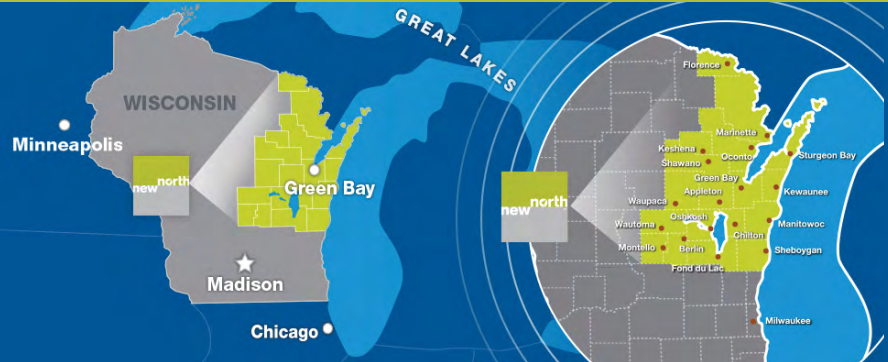 GREAT LAKES
WISCONSIN
Minneapolis
new north
Green Bay
Madison
Chicago
Florence
Marinette
Keshena
Oconto
Sturgeon Bay
Shawano
Green Bay
Appleton
Kewaunee
Waupaca
new north
Oshkosh
Wautoma
Manitowoc
Chilton
Montello
Berlin
Sheboygan
Fond du Lac
Milwaukee